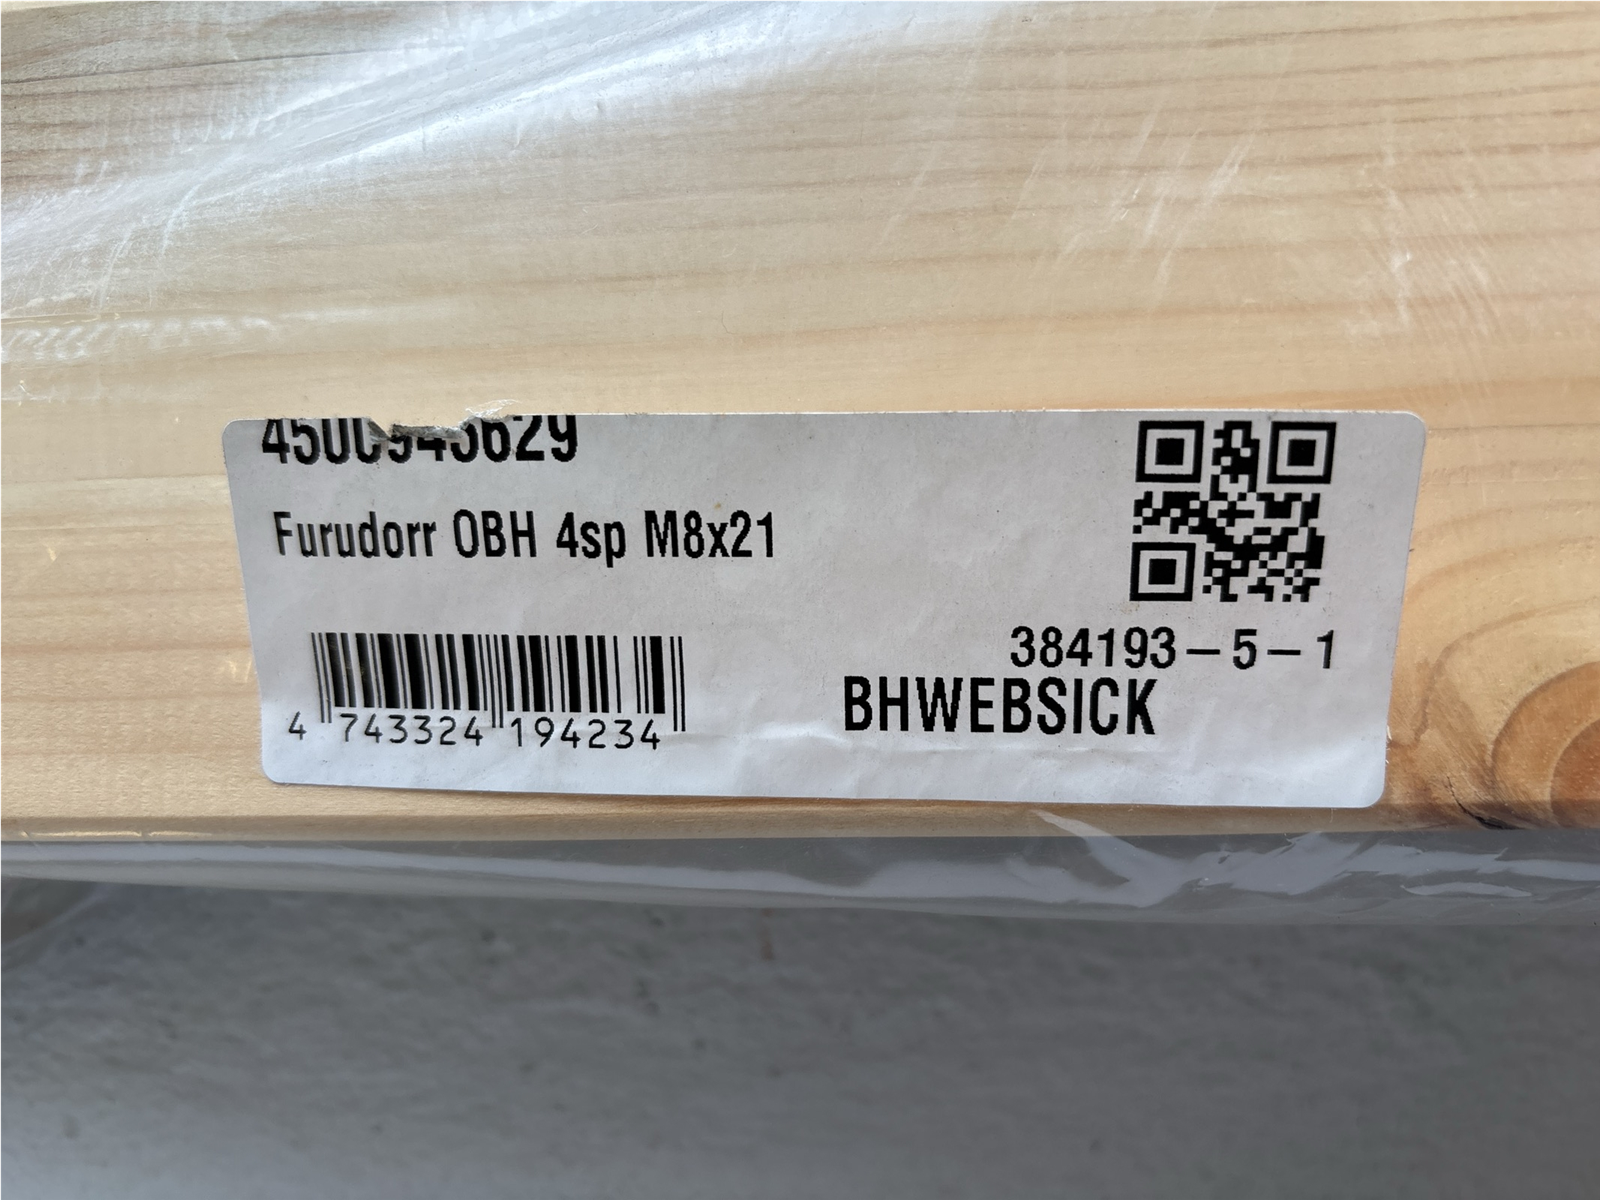 Furudorr OBH 4sp M8x21
384193-5-1
BHWEBSICK
4 743324 194234